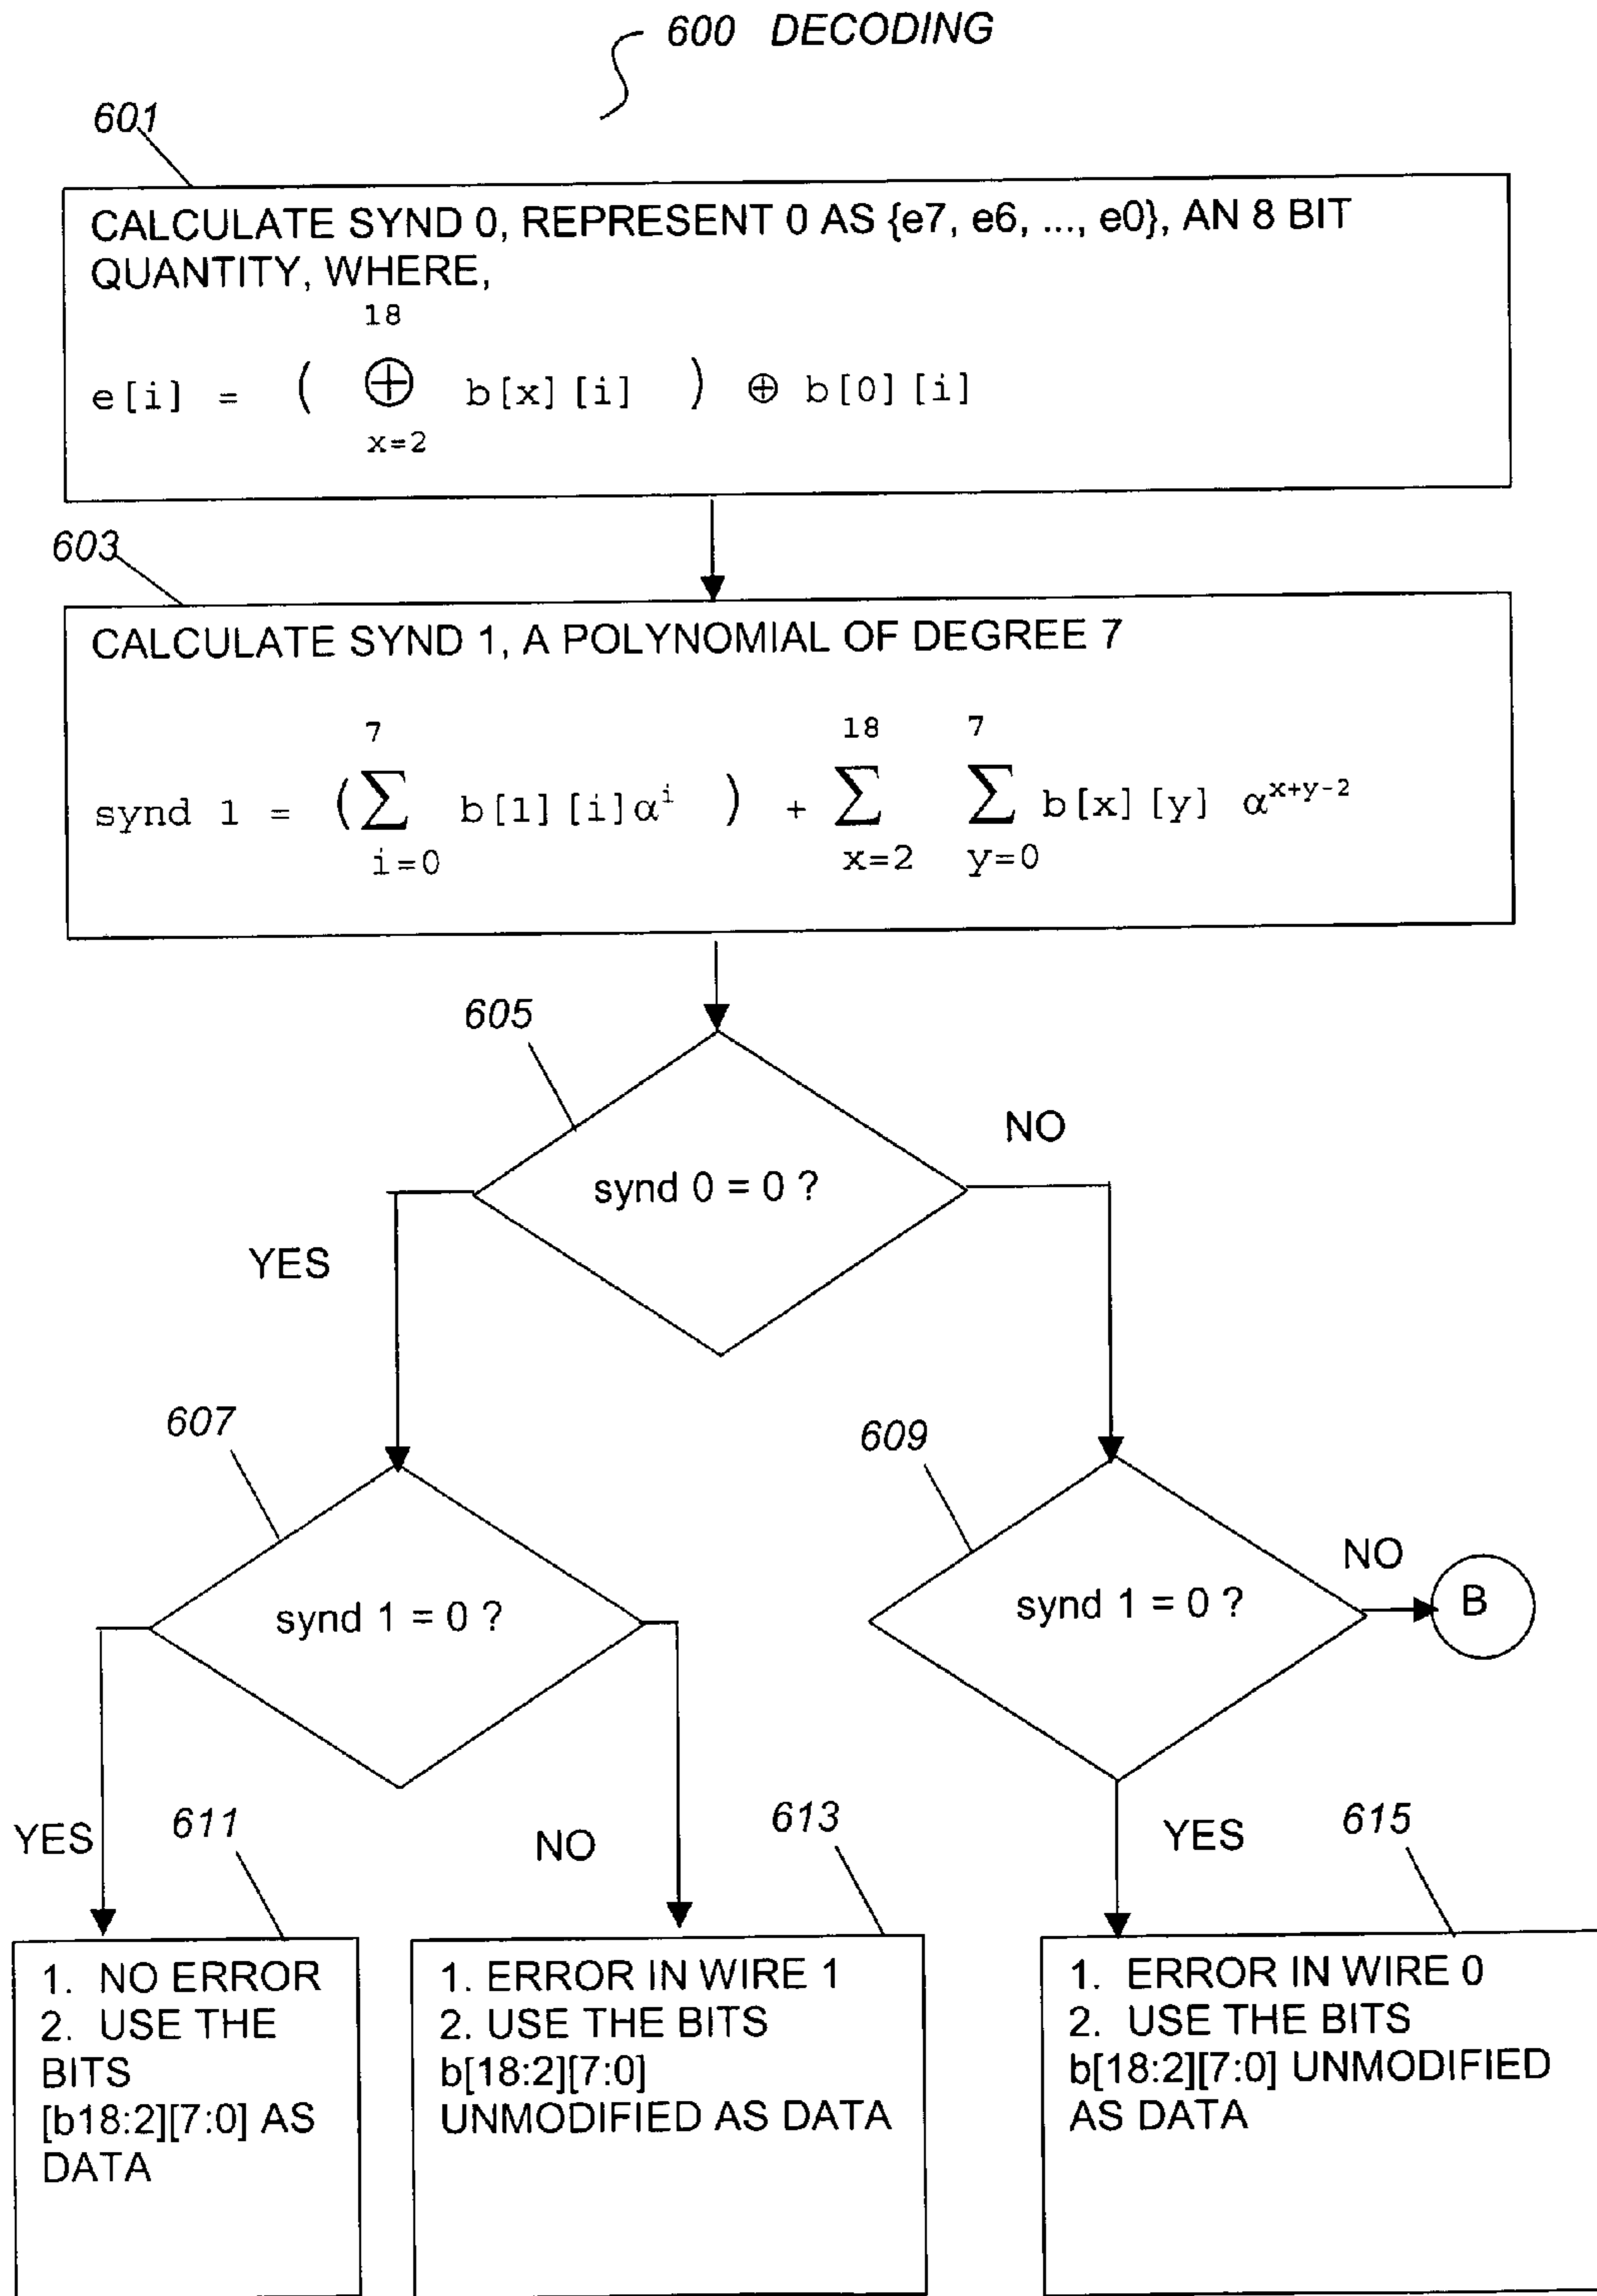 600 DECODING
601
CALCULATE SYND 0, REPRESENT 0 AS {e7, e6, ..., e0}, AN 8 BIT
QUANTITY, WHERE,
18
e[i] = ( ⊕ b[x][i] ) ⊕ b[0][i]
x=2
603
CALCULATE SYND 1, A POLYNOMIAL OF DEGREE 7
7 18 7
synd 1 = (∑ b[1][i]αⁱ ) + ∑ ∑ b[x][y] α^{x+y-2}
i=0 x=2 y=0
605
NO
synd 0 = 0 ?
YES
607
609
NO
synd 1 = 0 ?
synd 1 = 0 ?
B
YES
611
NO
613
YES
615
1. NO ERROR
2. USE THE
BITS
[b18:2][7:0] AS
DATA
1. ERROR IN WIRE 1
2. USE THE BITS
b[18:2][7:0]
UNMODIFIED AS DATA
1. ERROR IN WIRE 0
2. USE THE BITS
b[18:2][7:0] UNMODIFIED
AS DATA